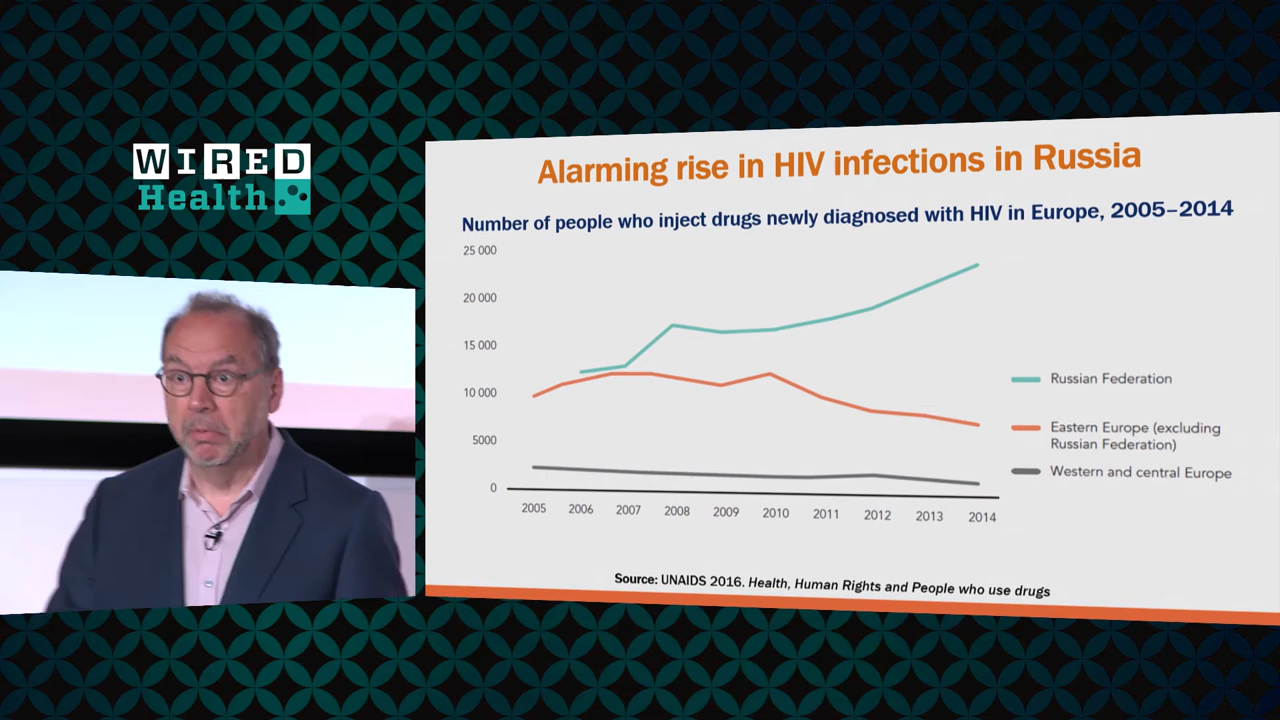 WIRED
Health
Alarming rise in HIV infections in Russia
Number of people who inject drugs newly diagnosed with HIV in Europe, 2005–2014
25 000
20 000
15 000
10 000
5000
0
2005 2006 2007 2008 2009 2010 2011 2012 2013 2014
Russian Federation
Eastern Europe (excluding
Russian Federation)
Western and central Europe
Source: UNAIDS 2016. Health, Human Rights and People who use drugs